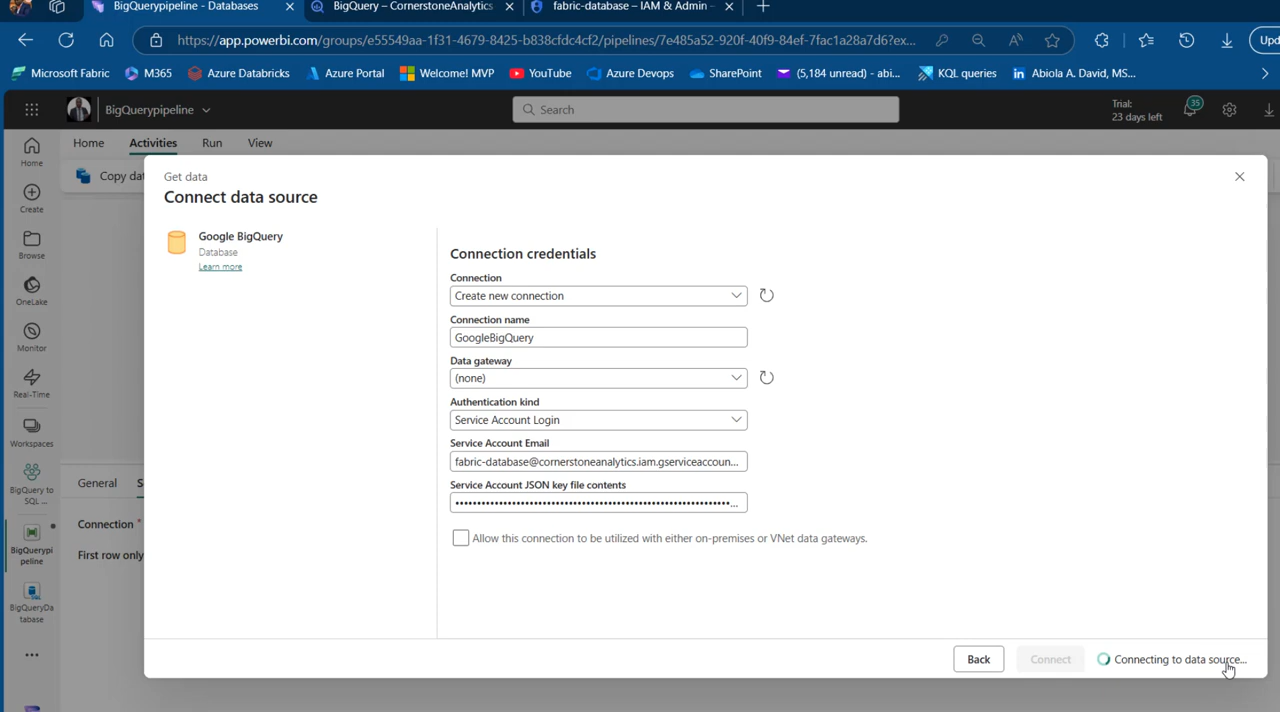 BigQuerypipeline - Databases
BigQuery – CornerstoneAnalytics
fabric-database – IAM & Admin -
https://app.powerbi.com/groups/e55549aa-1f31-4679-8425-b838cfdc4cf2/pipelines/7e485a52-920f-40f9-84ef-7fac1a28a7d6?ex...
Microsoft Fabric
M365
Azure Databricks
Azure Portal
Welcome! MVP
YouTube
Azure Devops
SharePoint
(5,184 unread) - abi...
KQL queries
Abiola A. David, MS...
BigQuerypipeline
Search
Trial:
23 days left
35
Home
Activities
Run
View
Home
Create
Browse
OneLake
Monitor
Real-Time
Workspaces
BigQuery to
SQL ...
BigQuerypi
peline
BigQueryDa
tabase
General
Connection *
First row only
Get data
Connect data source
Google BigQuery
Database
Learn more
Connection credentials
Connection
Create new connection
Connection name
GoogleBigQuery
Data gateway
(none)
Authentication kind
Service Account Login
Service Account Email
fabric-database@cornerstoneanalytics.iam.gserviceaccoun...
Service Account JSON key file contents
Allow this connection to be utilized with either on-premises or VNet data gateways.
Back
Connect
Connecting to data source...